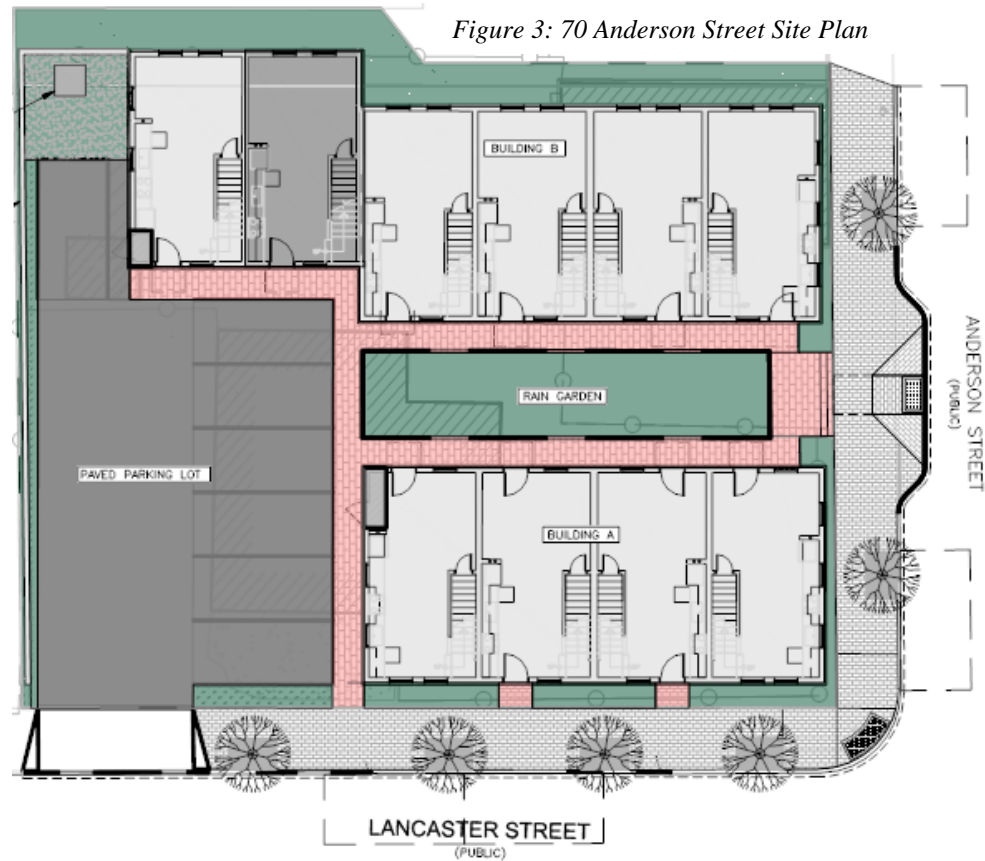 Figure 3: 70 Anderson Street Site Plan
BUILDING B
ANDERSON STREET
(PUBLIC)
RAIN GARDEN
PAVED PARKING LOT
BUILDING A
LANCASTER STREET
(PUBLIC)